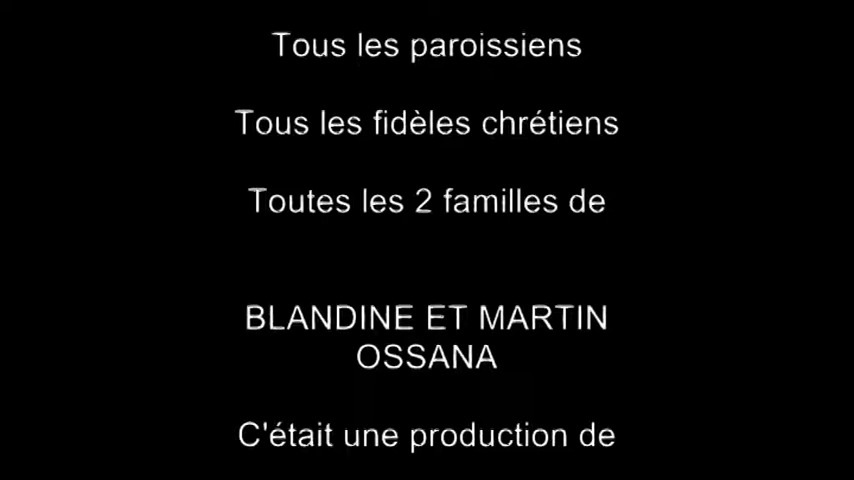 Tous les paroissiens
Tous les fidèles chrétiens
Toutes les 2 familles de
BLANDINE ET MARTIN
OSSANA
C'était une production de